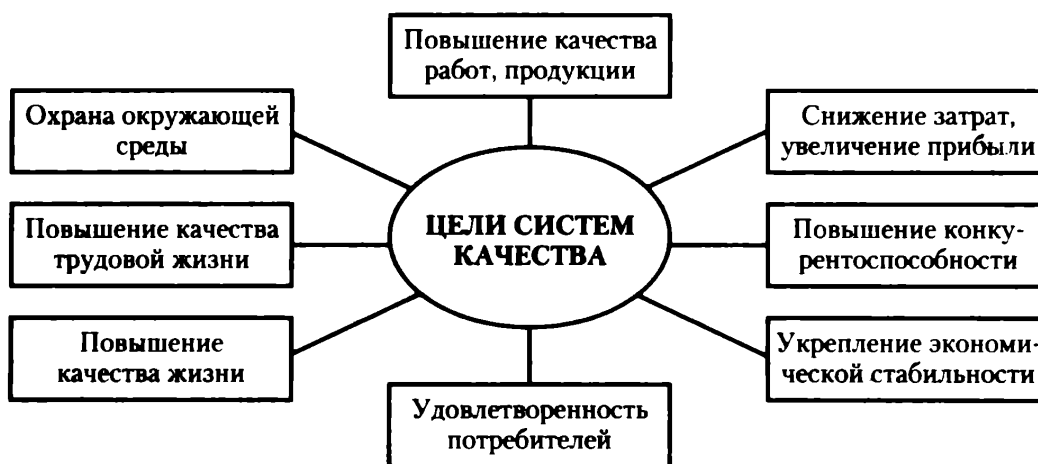 Повышение качества
работ, продукции
Охрана окружающей
среды
Снижение затрат,
увеличение прибыли
ЦЕЛИ СИСТЕМ
КАЧЕСТВА
Повышение качества
трудовой жизни
Повышение конку-
рентоспособности
Повышение
качества жизни
Укрепление экономи-
ческой стабильности
Удовлетворенность
потребителей